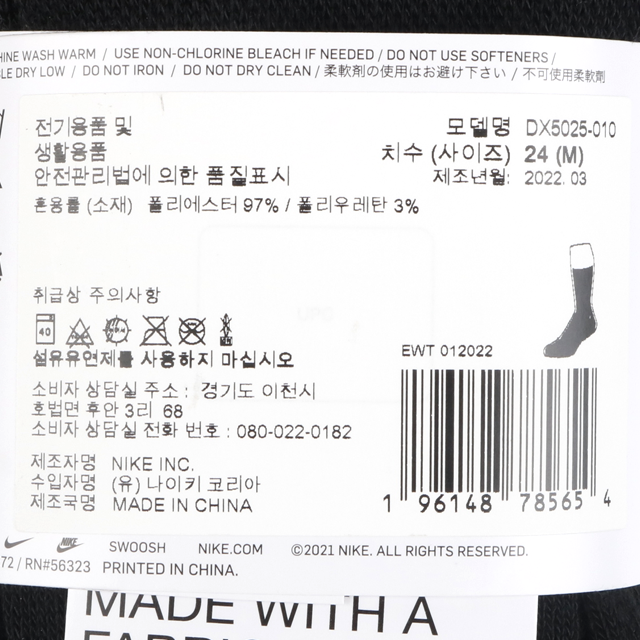 HINE WASH WARM / USE NON-CHLORINE BLEACH IF NEEDED / DO NOT USE SOFTENERS /
LE DRY LOW / DO NOT IRON / DO NOT DRY CLEAN / 柔軟剤の使用はお避け下さい / 不可使用柔軟劑
전기용품 및
생활용품
안전관리법에 의한 품질표시
모델명 DX5025-010
치수 (사이즈) 24 (M)
제조년월: 2022. 03
혼용률 (소재) 폴리에스터 97% / 폴리우레탄 3%
취급상 주의사항
40
섬유유연제를 사용하지 마십시오
소비자 상담실 주소 : 경기도 이천시
호법면 후안 3리 68
소비자 상담실 전화 번호 : 080-022-0182
제조자명 NIKE INC.
수입자명 (유) 나이키 코리아
제조국명 MADE IN CHINA
EWT 012022
1 96148 78565 4
NIKE SWOOSH NIKE.COM ©2021 NIKE. ALL RIGHTS RESERVED.
72 / RN#56323 PRINTED IN CHINA.
MADE WITH A